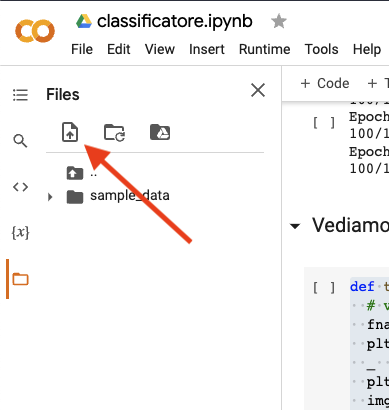 classificatore.ipynb
File Edit View Insert Runtime Tools Help
Files
+ Code + T
..
sample_data
{x}
100/1
[ ] Epoch
100/1
Epoch
100/1
Vediamo
[ ] def t
# v
fna
plt
_
plt
img